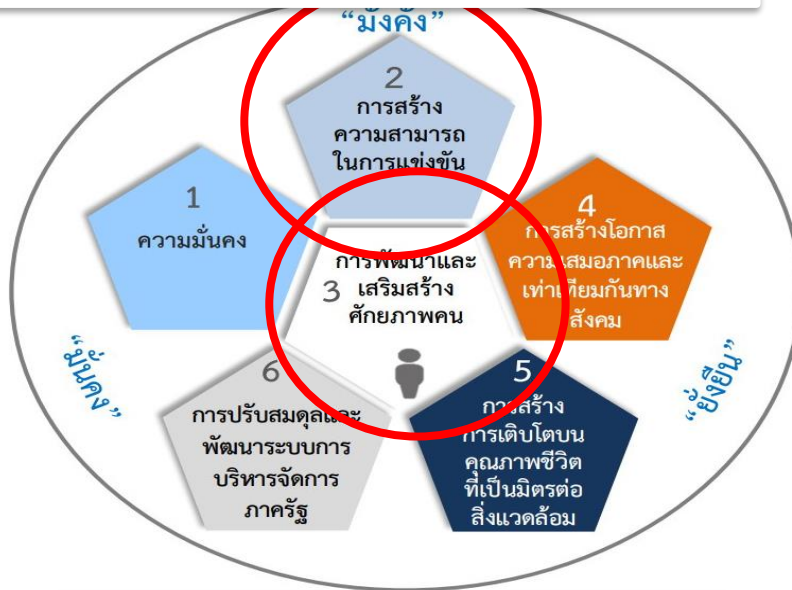 “มั่งคั่ง”
2
การสร้าง
ความสามารถ
ในการแข่งขัน
1
ความมั่นคง
4
การสร้างโอกาส
ความเสมอภาคและ
เท่าเทียมกันทาง
สังคม
การพัฒนาและ
3 เสริมสร้าง
ศักยภาพคน
“มั่นคง”
“ยั่งยืน”
6
การปรับสมดุลและ
พัฒนาระบบการ
บริหารจัดการ
ภาครัฐ
5
การสร้าง
การเติบโตบน
คุณภาพชีวิต
ที่เป็นมิตรต่อ
สิ่งแวดล้อม